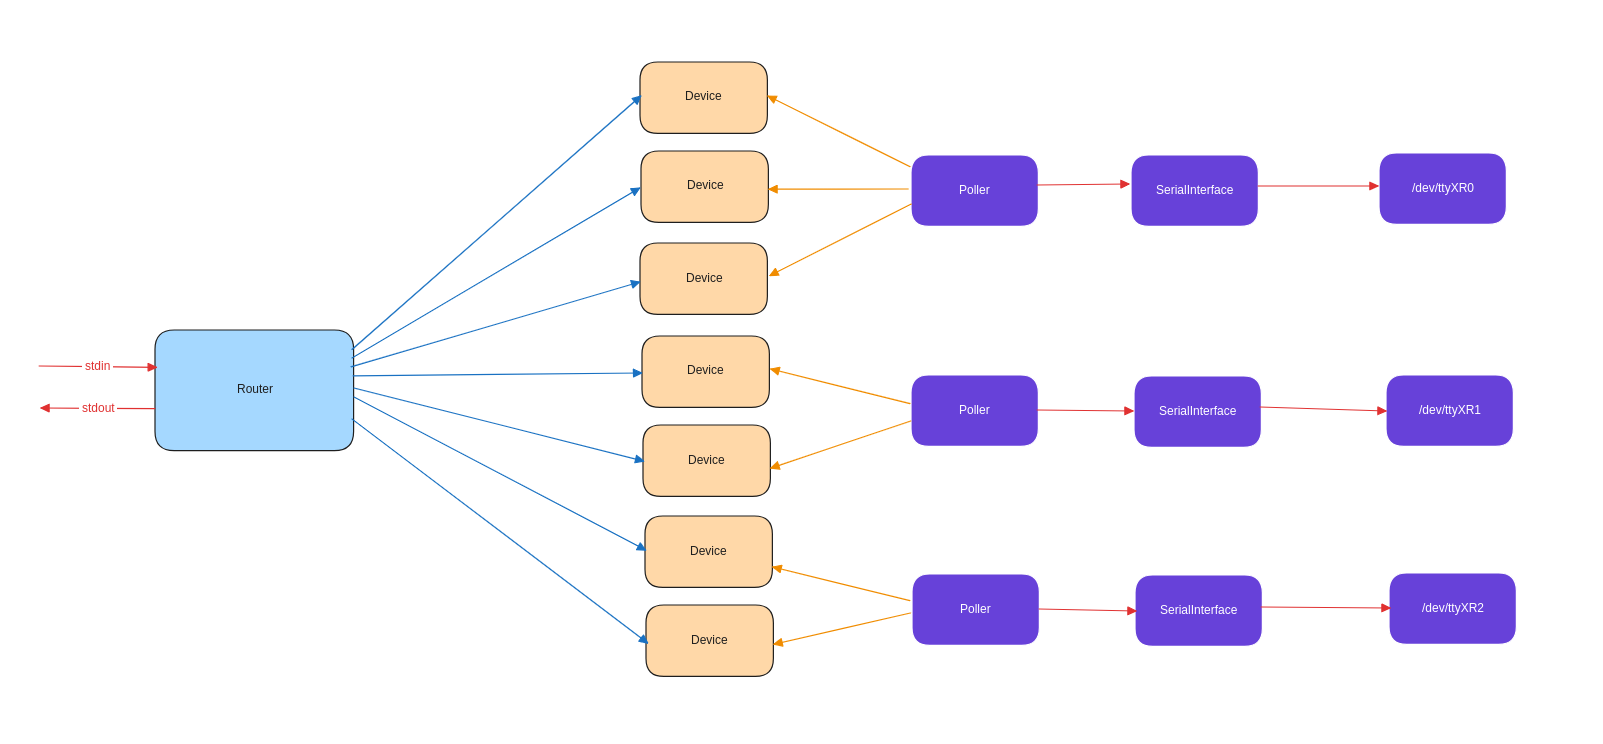 Device
Device
Poller
SerialInterface
/dev/ttyXR0
Device
stdin
stdout
Router
Device
Device
Poller
SerialInterface
/dev/ttyXR1
Device
Device
Poller
SerialInterface
/dev/ttyXR2